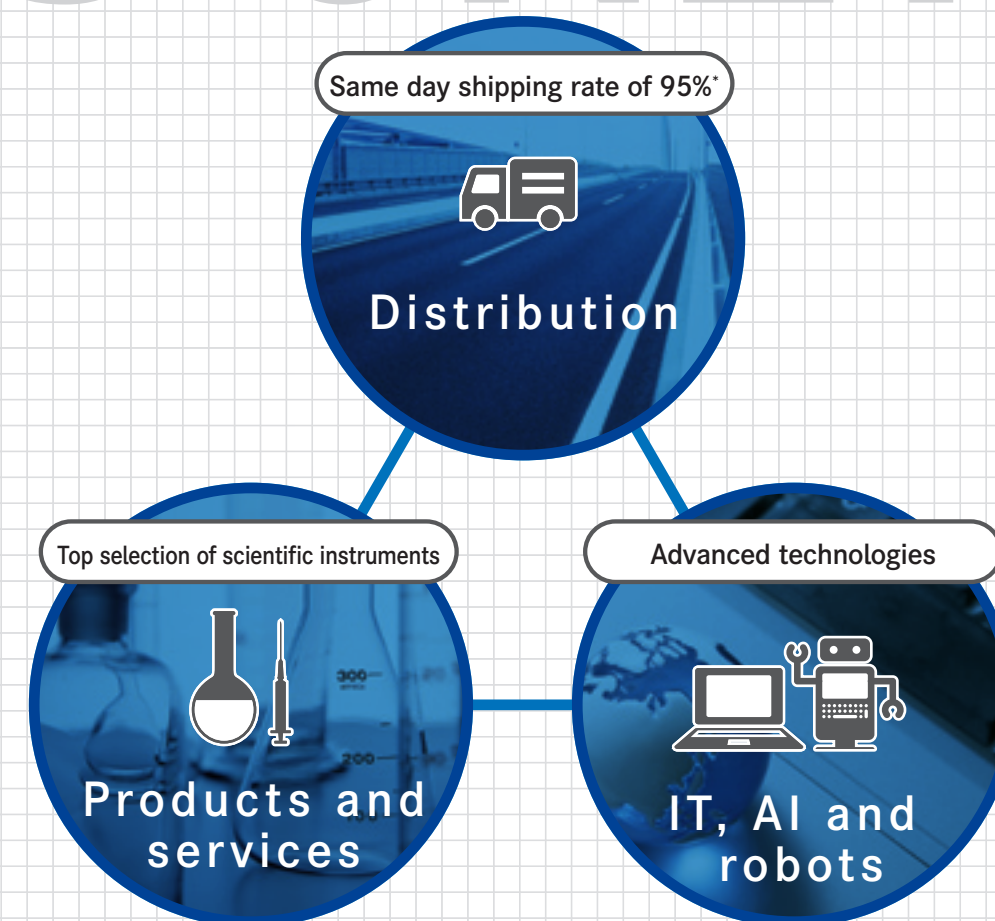 Same day shipping rate of 95%*
Distribution
Top selection of scientific instruments
Advanced technologies
300
200
Products and
services
IT, AI and
robots